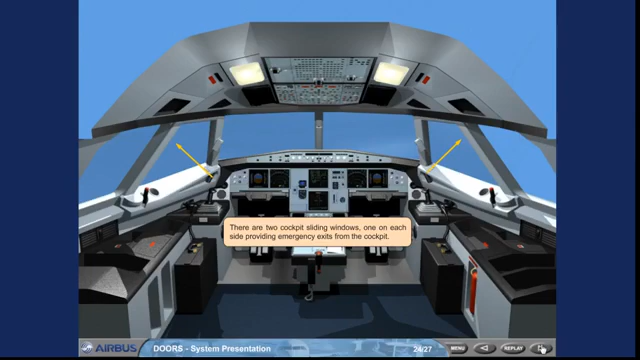 There are two cockpit sliding windows, one on each
side providing emergency exits from the cockpit.
AIRBUS
DOORS - System Presentation
24/27
MENU
REPLAY